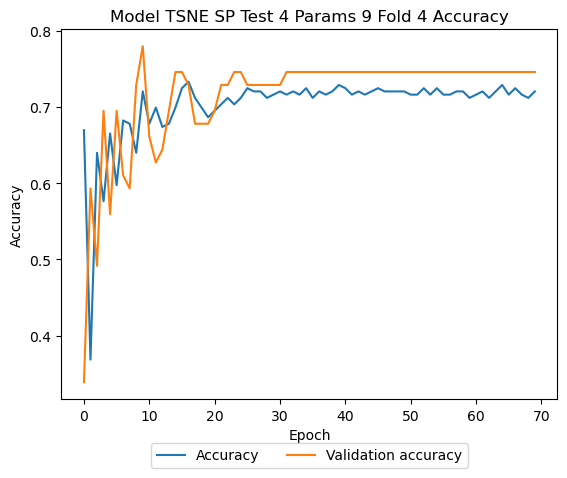 Model TSNE SP Test 4 Params 9 Fold 4 Accuracy
0.8
0.7
0.6
0.5
0.4
Accuracy
0 10 20 30 40 50 60 70
Epoch
Accuracy Validation accuracy